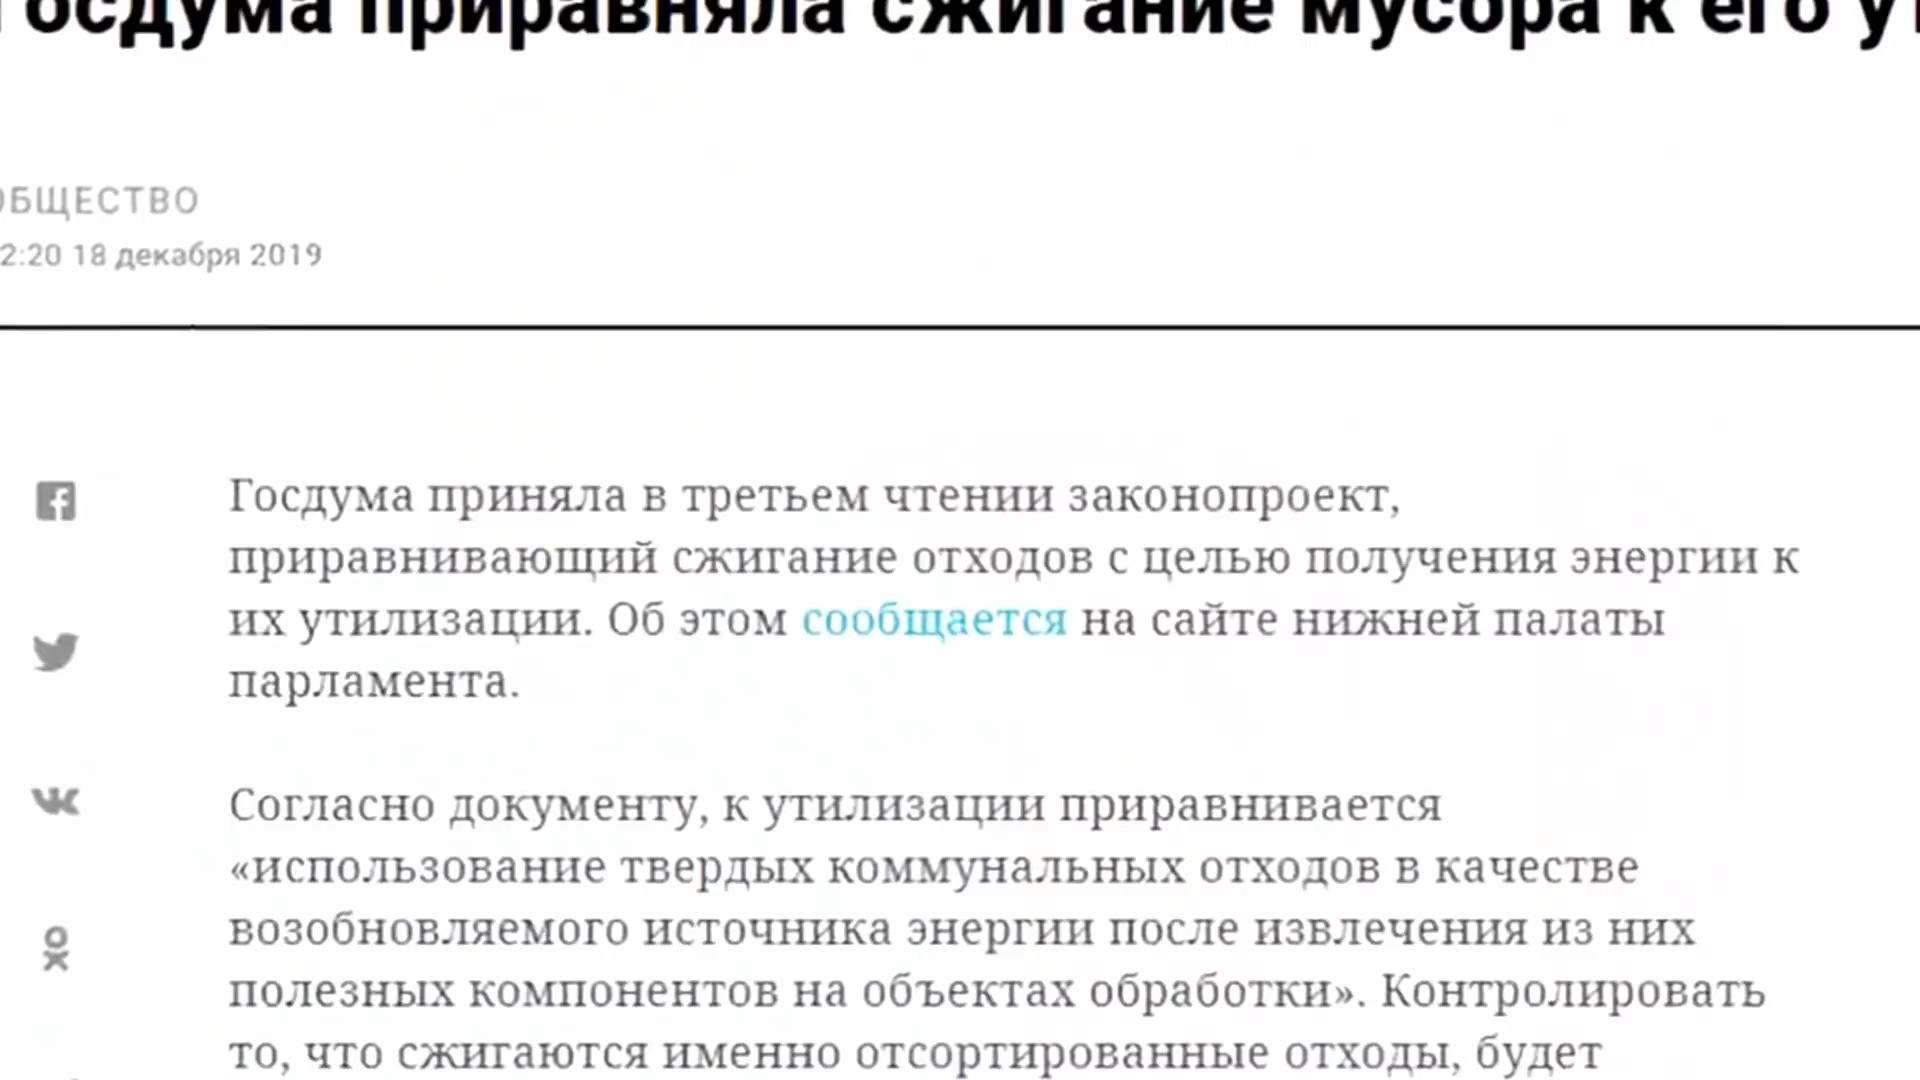 Госдума приравняла сжигание мусора к его
ОБЩЕСТВО
2:20 18 декабря 2019
Госдума приняла в третьем чтении законопроект,
приравнивающий сжигание отходов с целью получения энергии к
их утилизации. Об этом сообщается на сайте нижней палаты
парламента.
Согласно документу, к утилизации приравнивается
«использование твердых коммунальных отходов в качестве
возобновляемого источника энергии после извлечения из них
полезных компонентов на объектах обработки». Контролировать
то, что сжигаются именно отсортированные отходы, будет